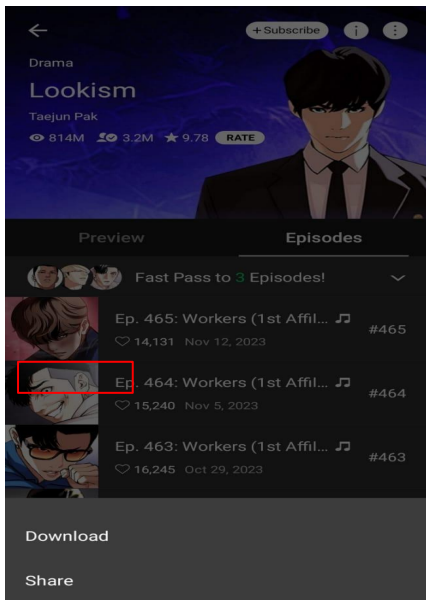 + Subscribe
Drama
Lookism
Taejun Pak
814M 3.2M 9.78 RATE
Preview Episodes
Fast Pass to 3 Episodes!
Ep. 465: Workers (1st Affil...
#465
14,131 Nov 12, 2023
Ep. 464: Workers (1st Affil...
#464
15,240 Nov 5, 2023
Ep. 463: Workers (1st Affil...
#463
16,245 Oct 29, 2023
Download
Share